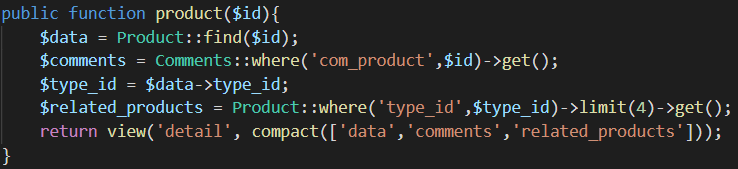 public function product($id){
    $data = Product::find($id);
    $comments = Comments::where('com_product',$id)->get();
    $type_id = $data->type_id;
    $related_products = Product::where('type_id',$type_id)->limit(4)->get();
    return view('detail', compact(['data','comments','related_products']));
}